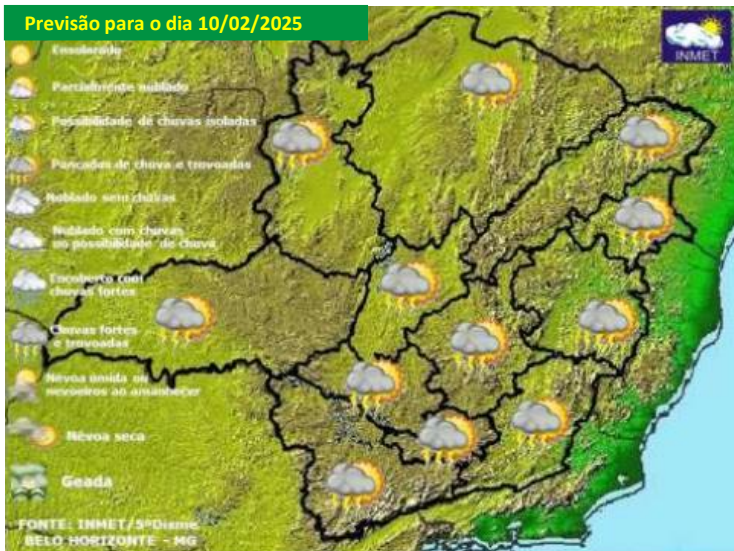 Previsão para o dia 10/02/2025
INMET
Ensolarado
Parcialmente nublado
Possibilidade de chuvas isoladas
Pancadas de chuva e trovoadas
Nublado sem chuvas
Nublado com chuvas
ou possibilidade de chuva
Encoberto com
chuvas fortes
Chuvas fortes
e trovoadas
Névoa úmida ou
nevoeiros ao amanhecer
Névoa seca
Geada
FONTE: INMET/5ºDisme
BELO HORIZONTE - MG